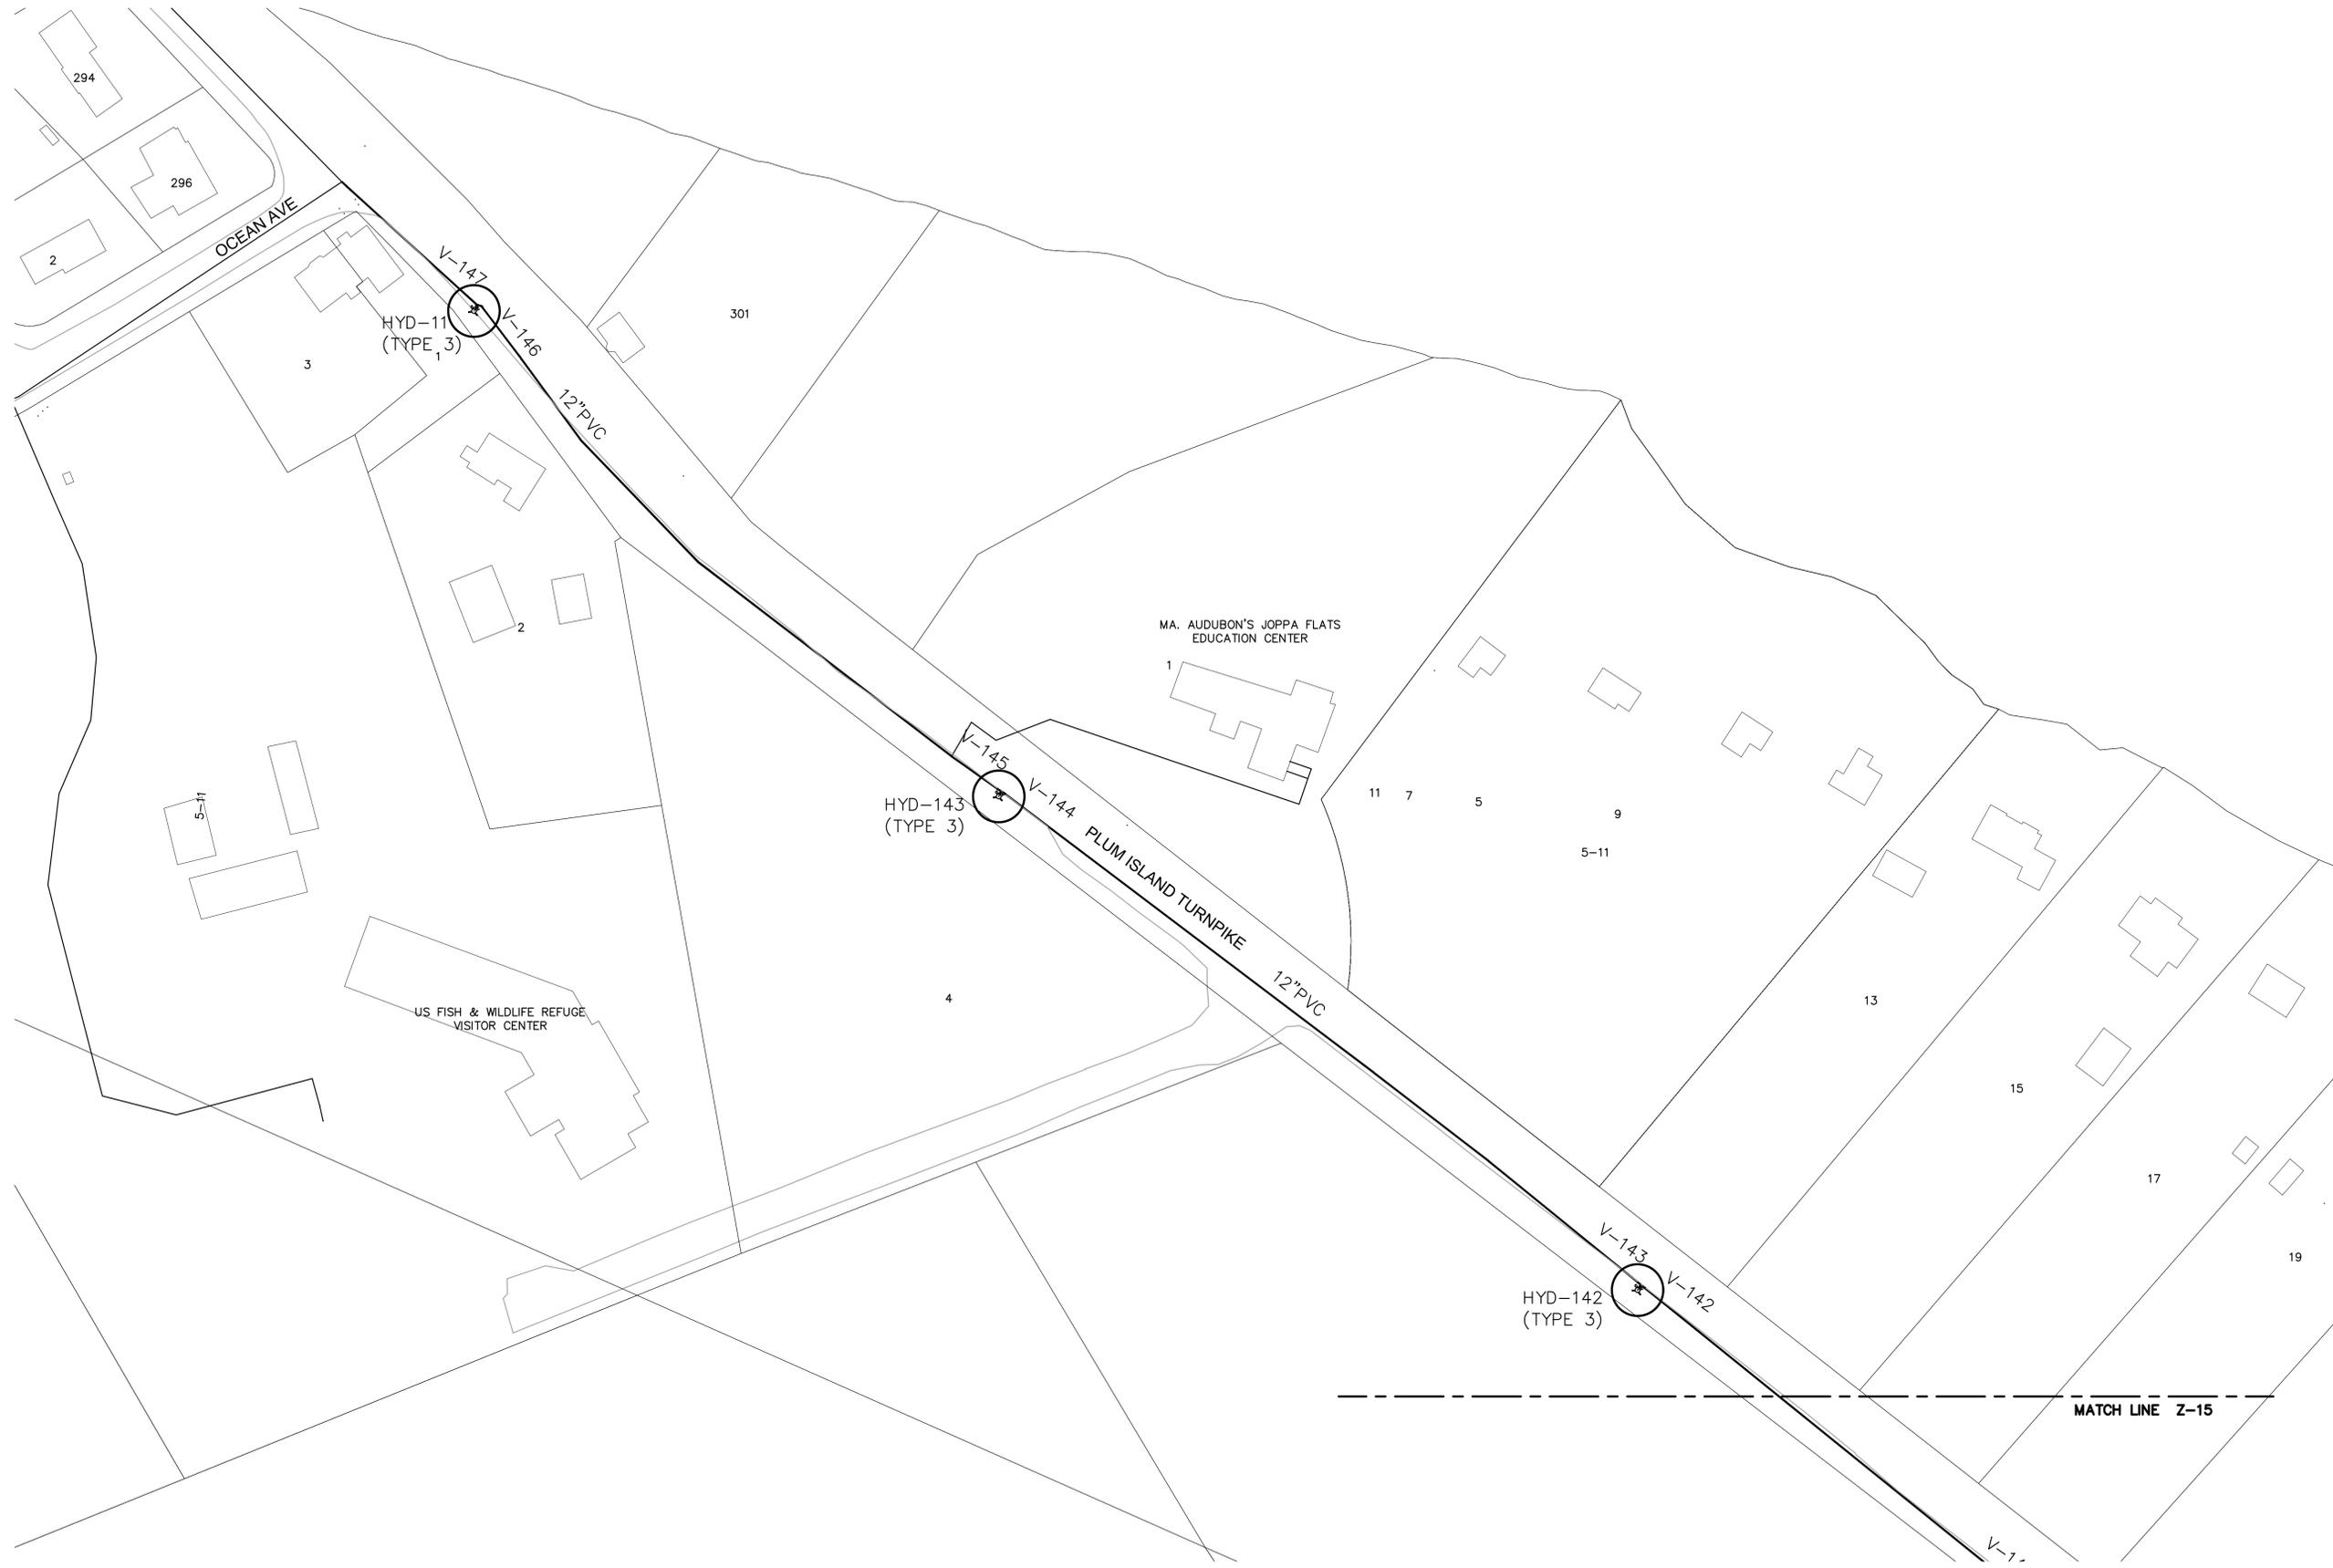 294
296
OCEAN AVE
2
V-147
HYD-11
(TYPE 3)
1
V-146
3
301
12"PVC
2
MA. AUDUBON'S JOPPA FLATS
EDUCATION CENTER
1
V-145
HYD-143
(TYPE 3)
V-144
PLUM ISLAND TURNPIKE
12"PVC
11
7
5
9
5-11
5-11
US FISH & WILDLIFE REFUGE
VISITOR CENTER
4
13
15
17
19
V-143
HYD-142
(TYPE 3)
V-142
MATCH LINE Z-15